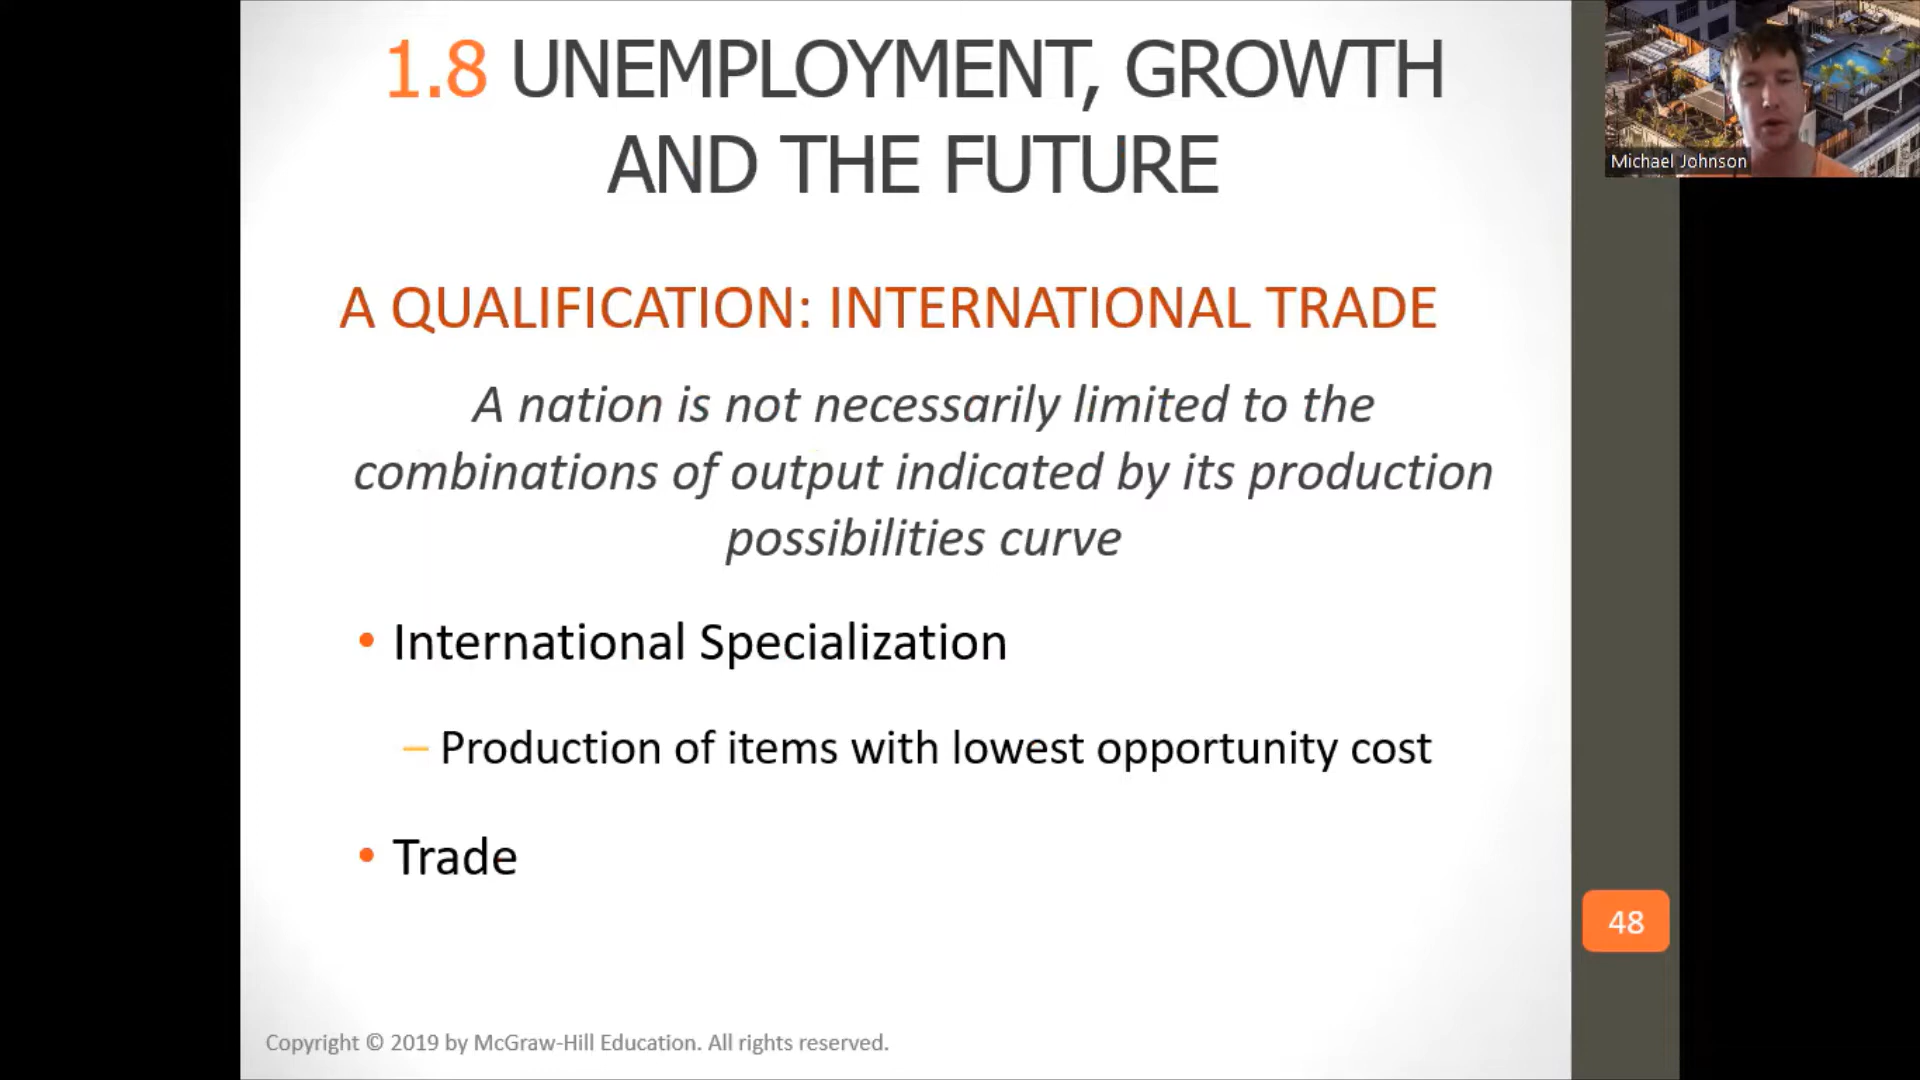 1.8 UNEMPLOYMENT, GROWTH
AND THE FUTURE
Michael Johnson
A QUALIFICATION: INTERNATIONAL TRADE
A nation is not necessarily limited to the
combinations of output indicated by its production
possibilities curve
• International Specialization
– Production of items with lowest opportunity cost
• Trade
48
Copyright © 2019 by McGraw-Hill Education. All rights reserved.